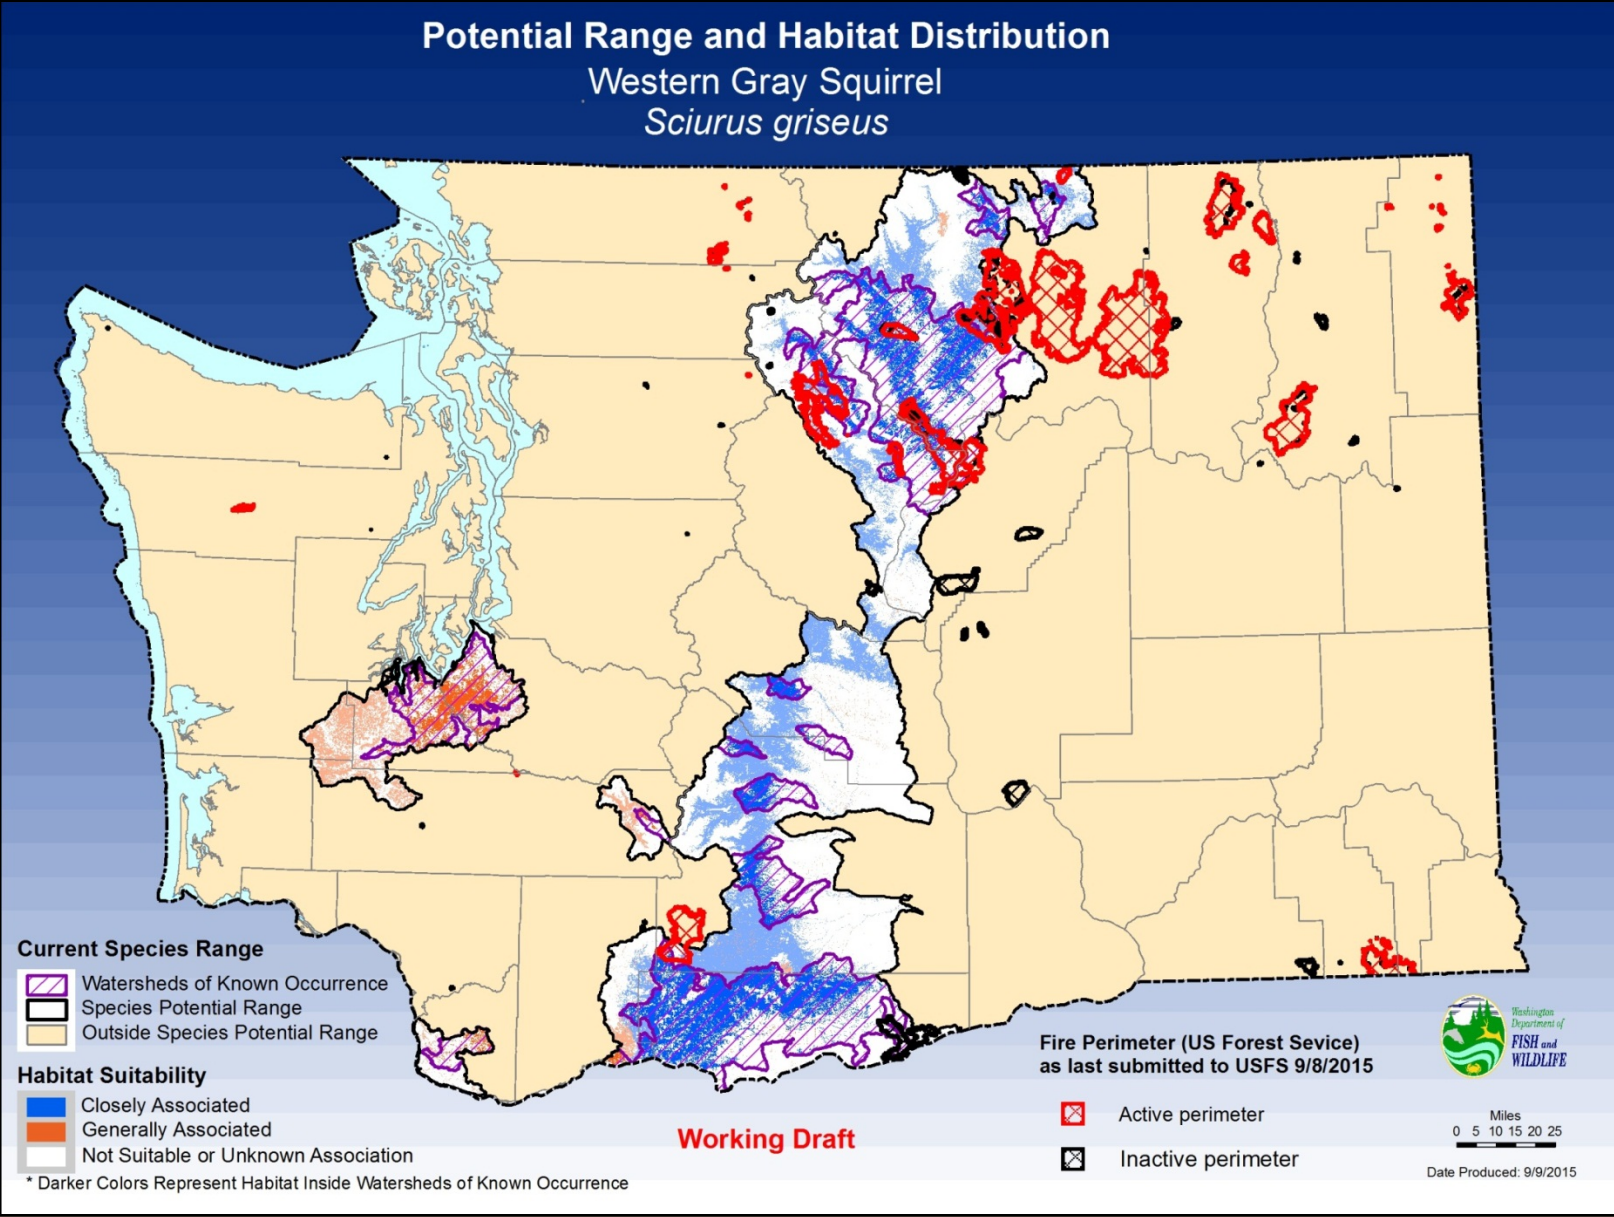 Potential Range and Habitat Distribution
Western Gray Squirrel
Sciurus griseus
Current Species Range
Watersheds of Known Occurrence
Species Potential Range
Outside Species Potential Range
Habitat Suitability
Closely Associated
Generally Associated
Not Suitable or Unknown Association
* Darker Colors Represent Habitat Inside Watersheds of Known Occurrence
Working Draft
Fire Perimeter (US Forest Sevice)
as last submitted to USFS 9/8/2015
Active perimeter
Inactive perimeter
Washington
Department of
FISH and
WILDLIFE
Miles
0 5 10 15 20 25
Date Produced: 9/9/2015